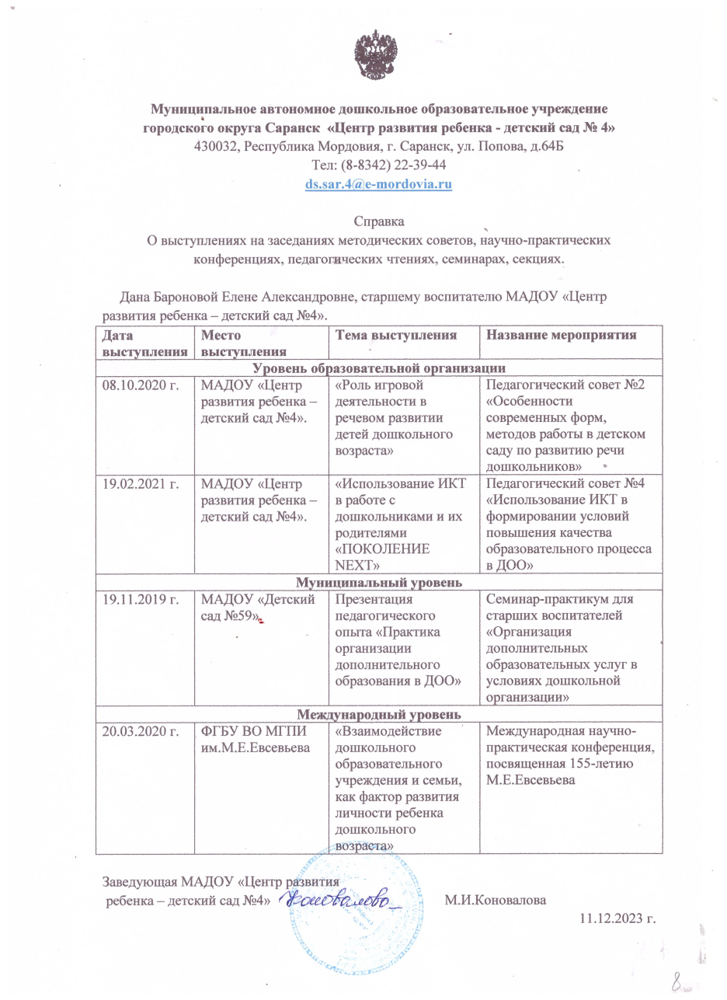 Муниципальное автономное дошкольное образовательное учреждение
городского округа Саранск «Центр развития ребенка - детский сад № 4»
430032, Республика Мордовия, г. Саранск, ул. Попова, д.64Б
Тел: (8-8342) 22-39-44
ds.sar.4@e-mordovia.ru
Справка
О выступлениях на заседаниях методических советов, научно-практических
конференциях, педагогических чтениях, семинарах, секциях.
Дана Бароновой Елене Александровне, старшему воспитателю МАДОУ «Центр
развития ребенка – детский сад №4».
Дата
выступления
Место
выступления
Тема выступления
Название мероприятия
Уровень образовательной организации
08.10.2020 г.
МАДОУ «Центр
развития ребенка –
детский сад №4».
«Роль игровой
деятельности в
речевом развитии
детей дошкольного
возраста»
Педагогический совет №2
«Особенности
современных форм,
методов работы в детском
саду по развитию речи
дошкольников»
19.02.2021 г.
МАДОУ «Центр
развития ребенка –
детский сад №4».
«Использование ИКТ
в работе с
дошкольниками и их
родителями
«ПОКОЛЕНИЕ
NEXT»
Педагогический совет №4
«Использование ИКТ в
формировании условий
повышения качества
образовательного процесса
в ДОО»
Муниципальный уровень
19.11.2019 г.
МАДОУ «Детский
сад №59».
Презентация
педагогического
опыта «Практика
организации
дополнительного
образования в ДОО»
Семинар-практикум для
старших воспитателей
«Организация
дополнительных
образовательных услуг в
условиях дошкольной
организации»
Международный уровень
20.03.2020 г.
ФГБУ ВО МГПИ
им.М.Е.Евсевьева
«Взаимодействие
дошкольного
образовательного
учреждения и семьи,
как фактор развития
личности ребенка
дошкольного
возраста»
Международная научно-
практическая конференция,
посвященная 155-летию
М.Е.Евсевьева
Заведующая МАДОУ «Центр развития
ребенка – детский сад №4» Коновалова М.И.Коновалова
11.12.2023 г.
8